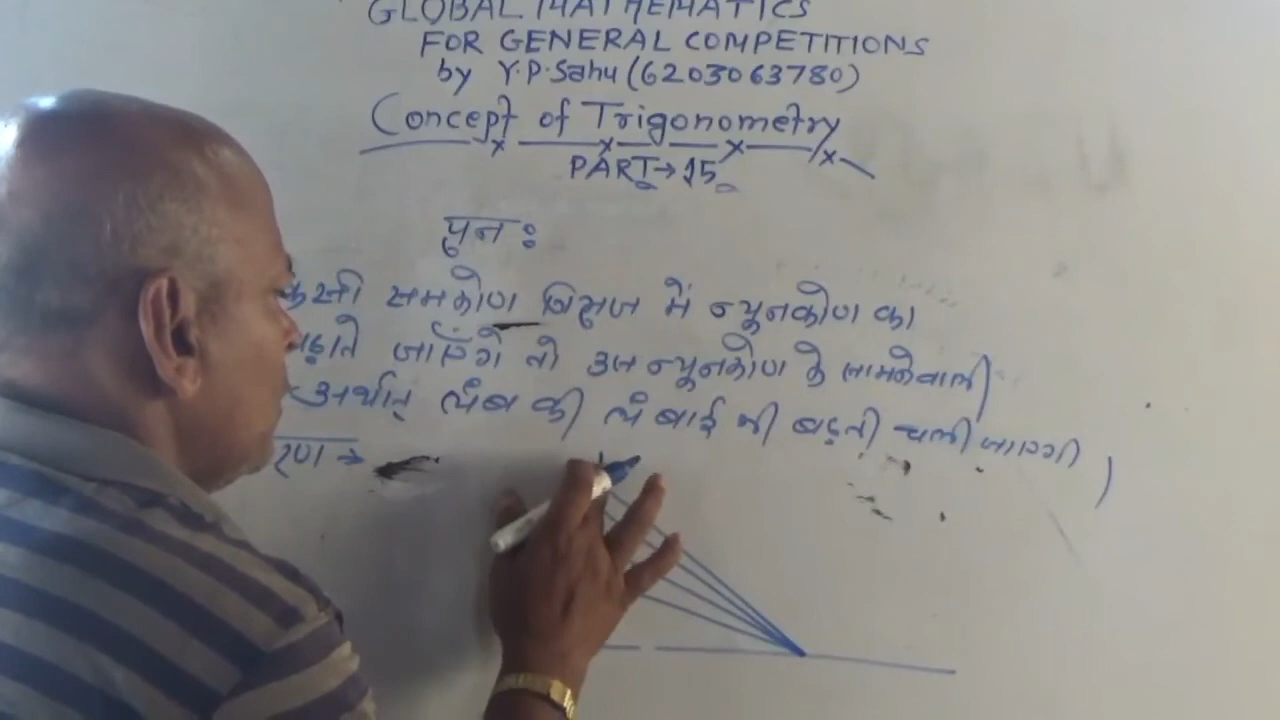 GLOBAL MATHEMATICS
FOR GENERAL COMPETITIONS
by Y.P.Sahu (6203063780)
Concept of Trigonometry
PART→15
पुनः
समकोण त्रिभुज में न्यूनकोण का
जाएँगे तो उस न्यूनकोण के सामनेवाली
अर्थात् लंब की लंबाई भी बढ़ती चली जाएगी